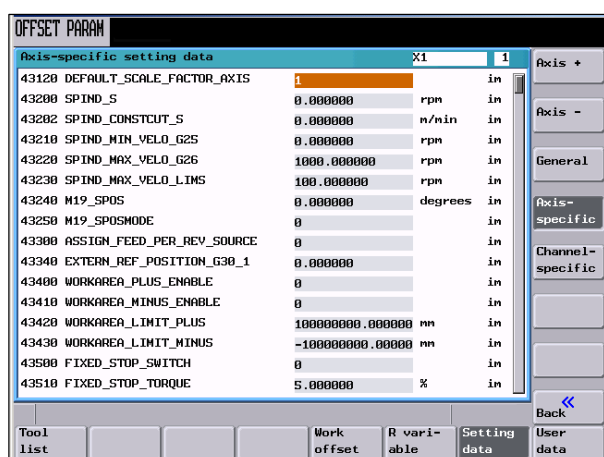 OFFSET PARAM
Axis-specific setting data X1 1
43120 DEFAULT_SCALE_FACTOR_AXIS 1 im
43200 SPIND_S 0.000000 rpm im
43202 SPIND_CONSTCUT_S 0.000000 m/min im
43210 SPIND_MIN_VELO_G25 0.000000 rpm im
43220 SPIND_MAX_VELO_G26 1000.000000 rpm im
43230 SPIND_MAX_VELO_LIMS 100.000000 rpm im
43240 M19_SPOS 0.000000 degrees im
43250 M19_SPOSMODE 0 im
43300 ASSIGN_FEED_PER_REV_SOURCE 0 im
43340 EXTERN_REF_POSITION_G30_1 0.000000 im
43400 WORKAREA_PLUS_ENABLE 0 im
43410 WORKAREA_MINUS_ENABLE 0 im
43420 WORKAREA_LIMIT_PLUS 100000000.000000 mm im
43430 WORKAREA_LIMIT_MINUS -100000000.00000 mm im
43500 FIXED_STOP_SWITCH 0 im
43510 FIXED_STOP_TORQUE 5.000000 % im
Axis +
Axis -
General
Axis-
specific
Channel-
specific
«
Back
Tool
list
Work
offset
R vari-
able
Setting
data
User
data